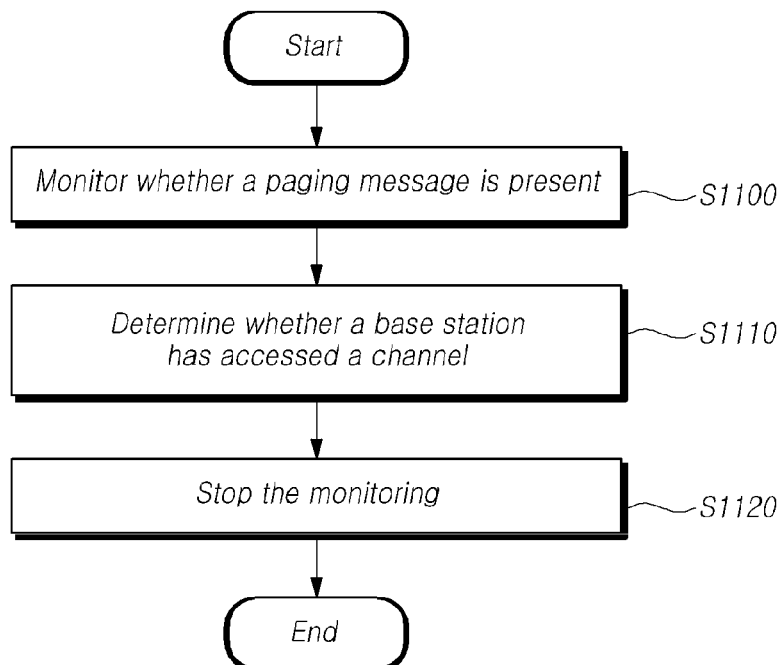 Start
Monitor whether a paging message is present
S1100
Determine whether a base station
has accessed a channel
S1110
Stop the monitoring
S1120
End